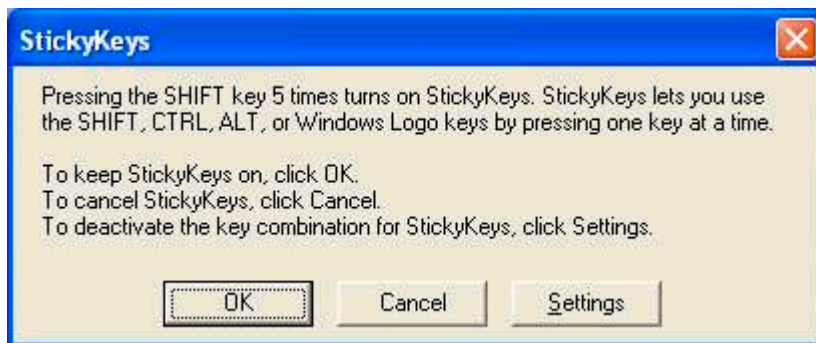 StickyKeys
Pressing the SHIFT key 5 times turns on StickyKeys. StickyKeys lets you use
the SHIFT, CTRL, ALT, or Windows Logo keys by pressing one key at a time.
To keep StickyKeys on, click OK.
To cancel StickyKeys, click Cancel.
To deactivate the key combination for StickyKeys, click Settings.
OK Cancel Settings